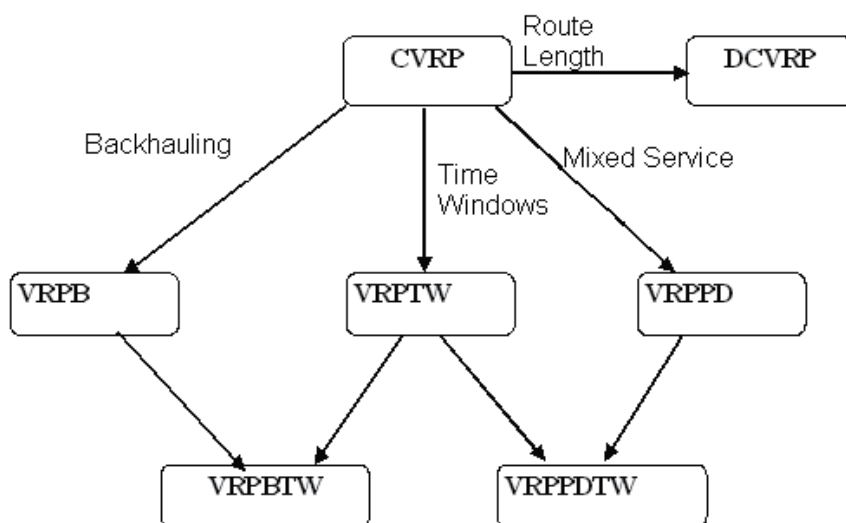 Route
Length
CVRP
DCVRP
Backhauling
Mixed Service
Time
Windows
VRPB
VRPTW
VRPPD
VRPBTW
VRPPDTW